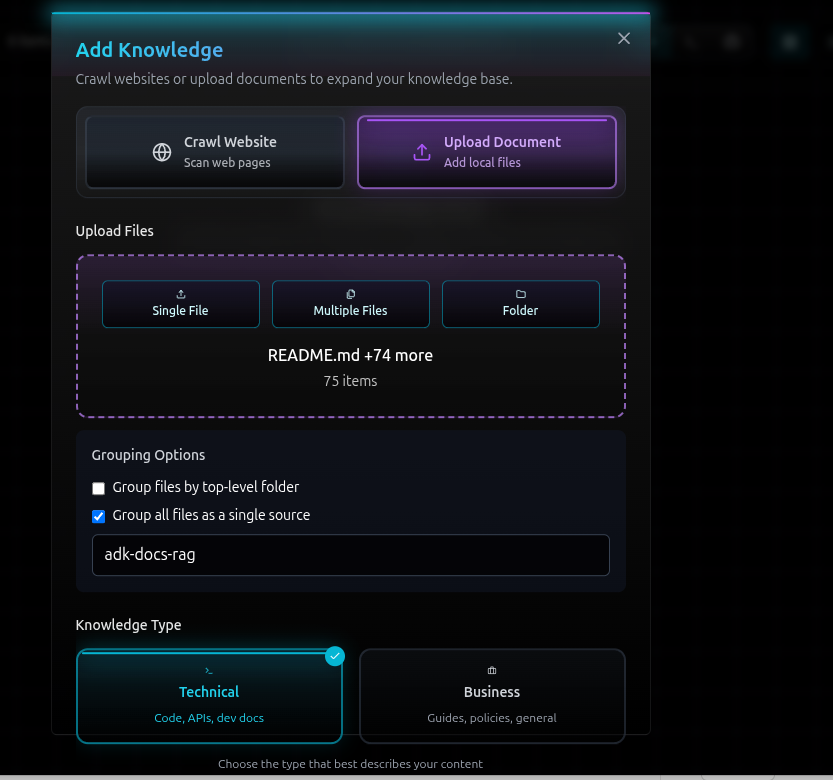 Add Knowledge
Crawl websites or upload documents to expand your knowledge base.
Crawl Website
Scan web pages
Upload Document
Add local files
Upload Files
Single File
Multiple Files
Folder
README.md +74 more
75 items
Grouping Options
Group files by top-level folder
Group all files as a single source
adk-docs-rag
Knowledge Type
Technical
Code, APIs, dev docs
Business
Guides, policies, general
Choose the type that best describes your content